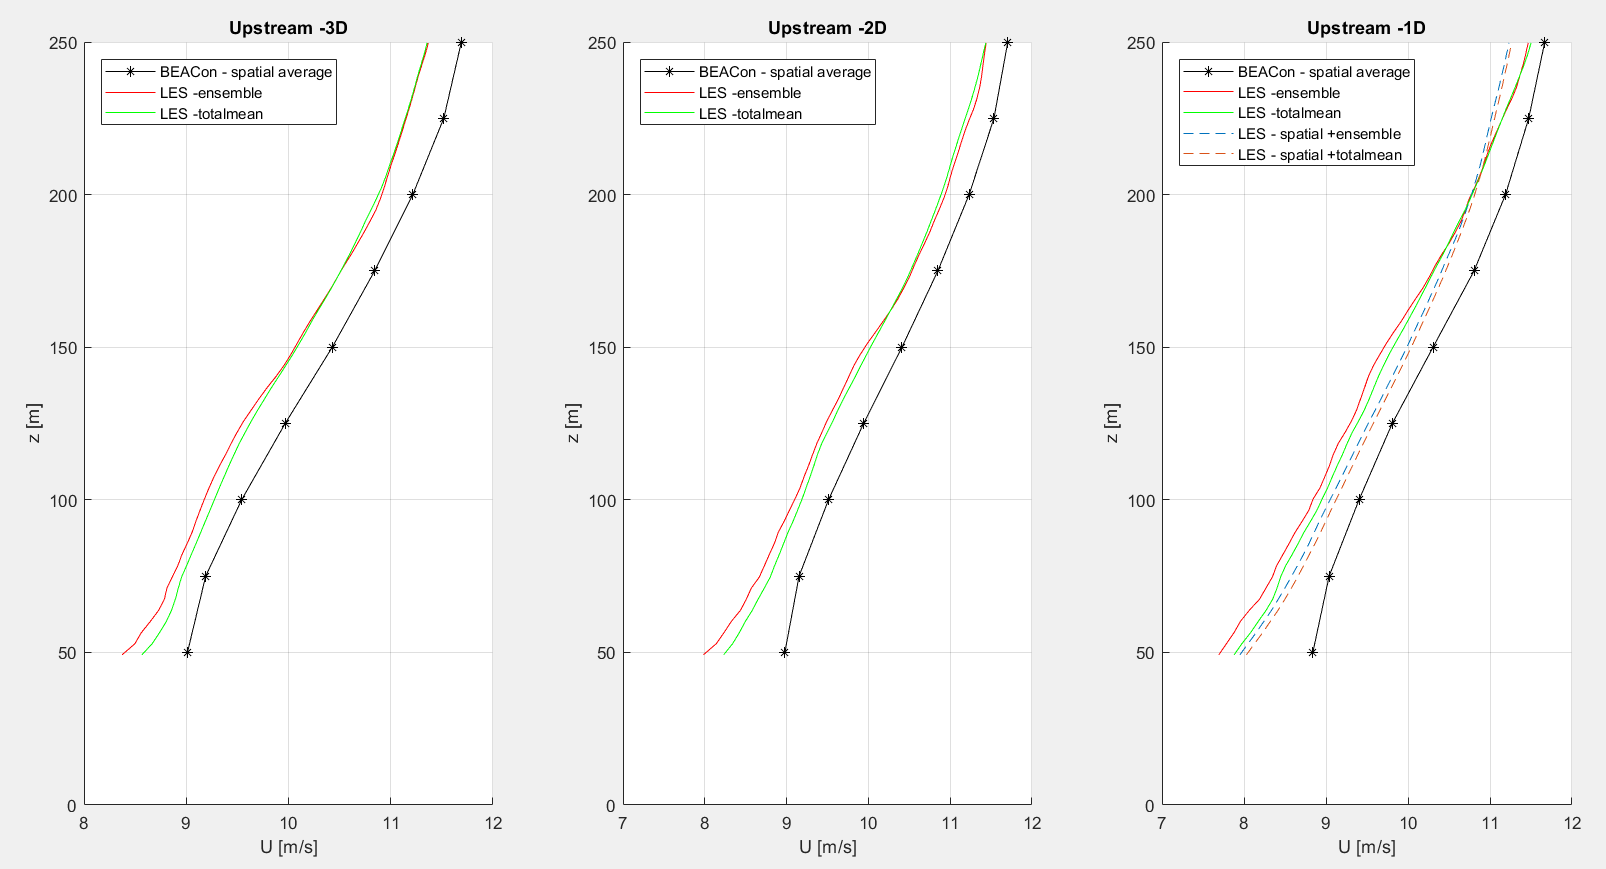 Upstream -3D
250
200
150
100
50
0
z [m]
BEACon - spatial average
LES -ensemble
LES -totalmean
8
9
10
11
12
U [m/s]
Upstream -2D
250
200
150
100
50
0
z [m]
BEACon - spatial average
LES -ensemble
LES -totalmean
7
8
9
10
11
12
U [m/s]
Upstream -1D
250
200
150
100
50
0
z [m]
BEACon - spatial average
LES -ensemble
LES -totalmean
LES - spatial +ensemble
LES - spatial +totalmean
7
8
9
10
11
12
U [m/s]